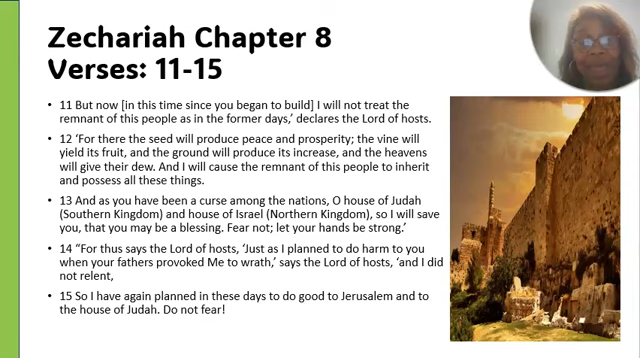 Zechariah Chapter 8
Verses: 11-15
• 11 But now [in this time since you began to build] I will not treat the
remnant of this people as in the former days,’ declares the Lord of hosts.
• 12 ‘For there the seed will produce peace and prosperity; the vine will
yield its fruit, and the ground will produce its increase, and the heavens
will give their dew. And I will cause the remnant of this people to inherit
and possess all these things.
• 13 And as you have been a curse among the nations, O house of Judah
(Southern Kingdom) and house of Israel (Northern Kingdom), so I will save
you, that you may be a blessing. Fear not; let your hands be strong.’
• 14 “For thus says the Lord of hosts, ‘Just as I planned to do harm to you
when your fathers provoked Me to wrath,’ says the Lord of hosts, ‘and I did
not relent,
• 15 So I have again planned in these days to do good to Jerusalem and to
the house of Judah. Do not fear!